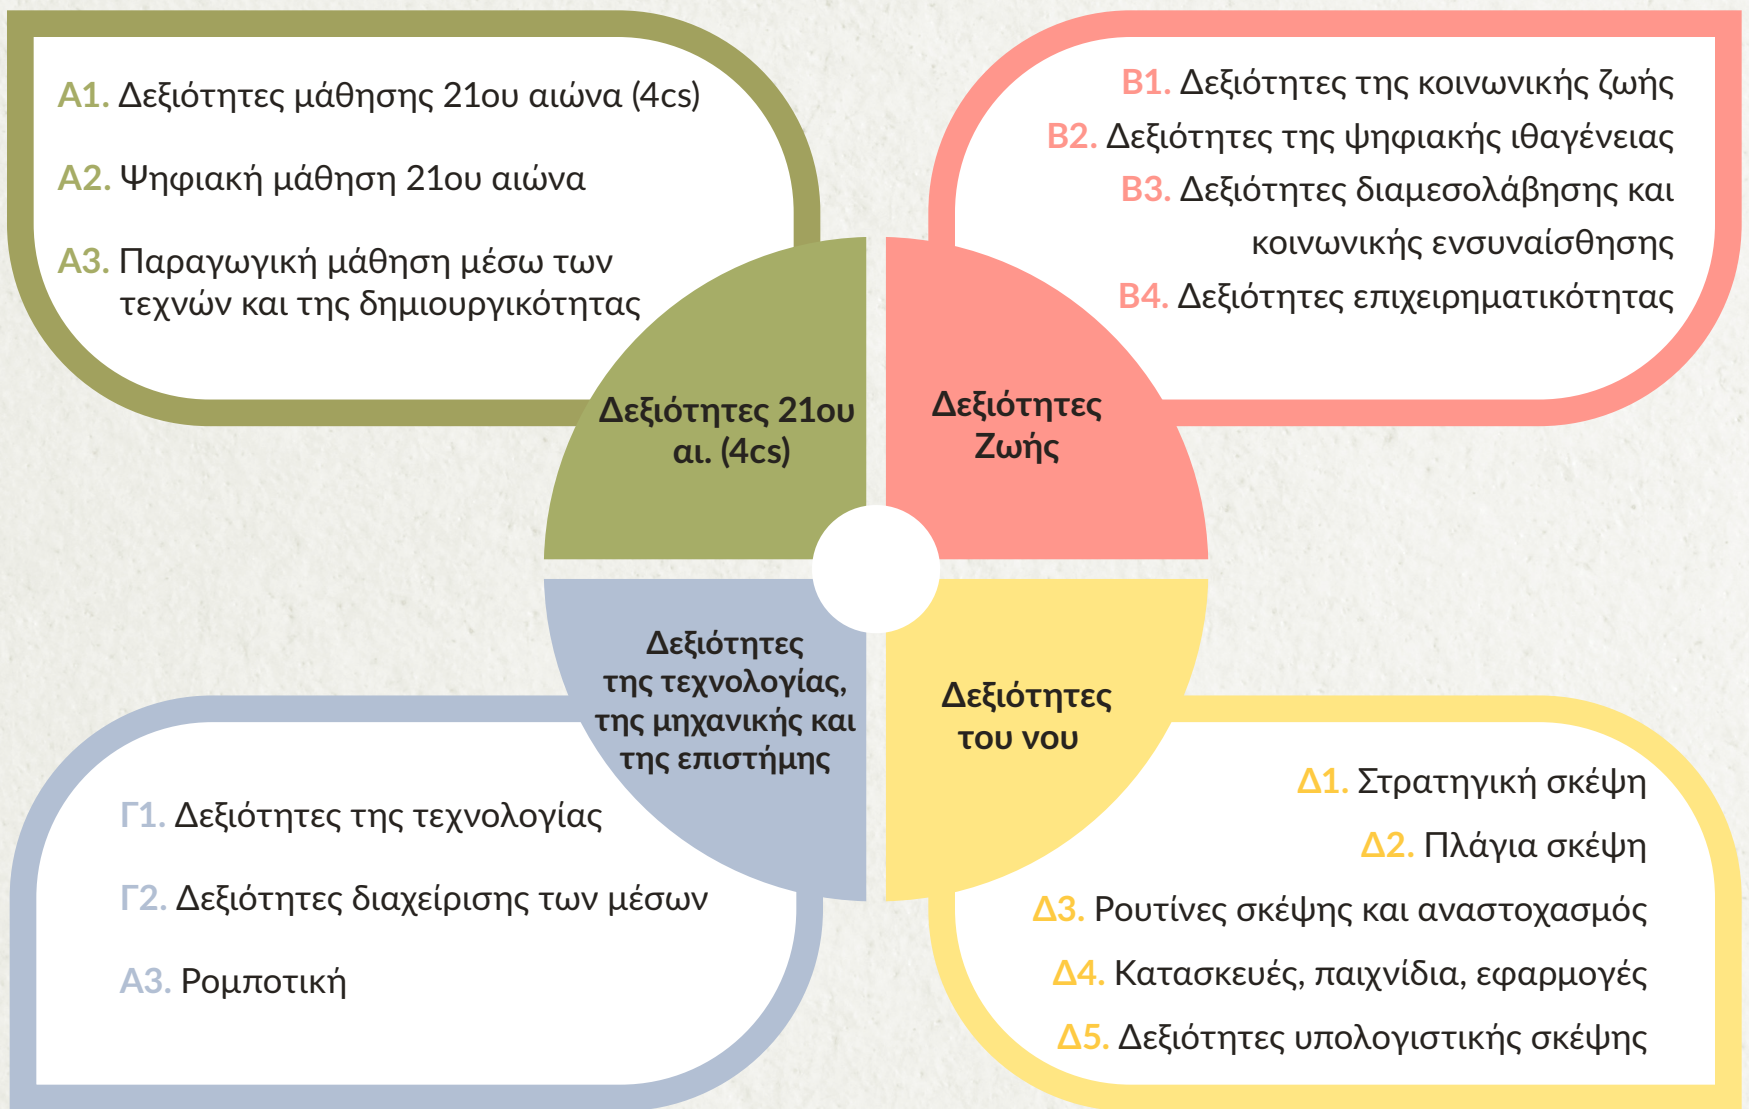 Α1. Δεξιότητες μάθησης 21ου αιώνα (4cs)
Α2. Ψηφιακή μάθηση 21ου αιώνα
Α3. Παραγωγική μάθηση μέσω των
τεχνών και της δημιουργικότητας
Β1. Δεξιότητες της κοινωνικής ζωής
Β2. Δεξιότητες της ψηφιακής ιθαγένειας
Β3. Δεξιότητες διαμεσολάβησης και
κοινωνικής ενσυναίσθησης
Β4. Δεξιότητες επιχειρηματικότητας
Δεξιότητες 21ου
αι. (4cs)
Δεξιότητες
Ζωής
Δεξιότητες
της τεχνολογίας,
της μηχανικής και
της επιστήμης
Δεξιότητες
του νου
Γ1. Δεξιότητες της τεχνολογίας
Γ2. Δεξιότητες διαχείρισης των μέσων
Α3. Ρομποτική
Δ1. Στρατηγική σκέψη
Δ2. Πλάγια σκέψη
Δ3. Ρουτίνες σκέψης και αναστοχασμός
Δ4. Κατασκευές, παιχνίδια, εφαρμογές
Δ5. Δεξιότητες υπολογιστικής σκέψης